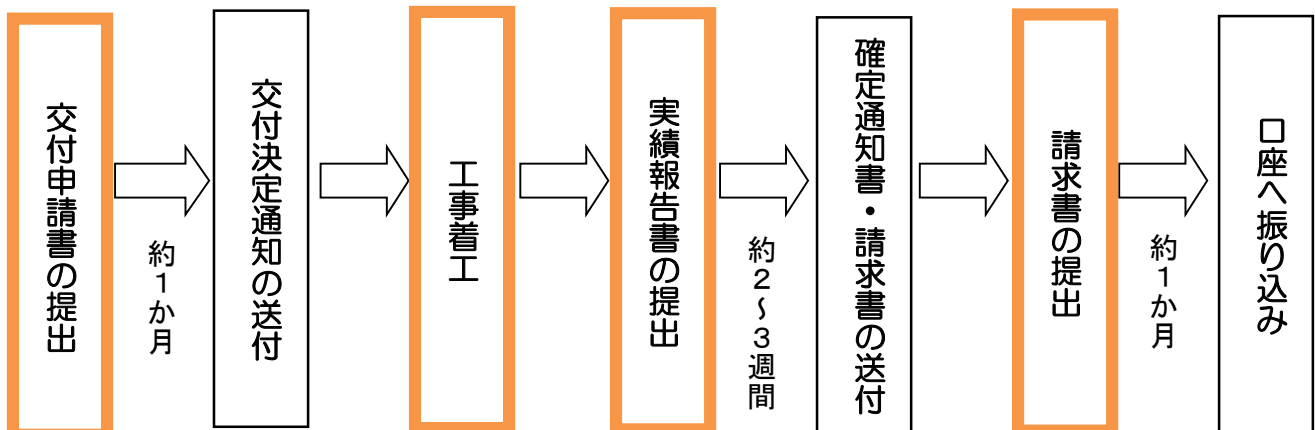 交付申請書の提出
約1か月
交付決定通知の送付
工事着工
実績報告書の提出
約2~3週間
確定通知書・請求書の送付
請求書の提出
約1か月
口座へ振り込み